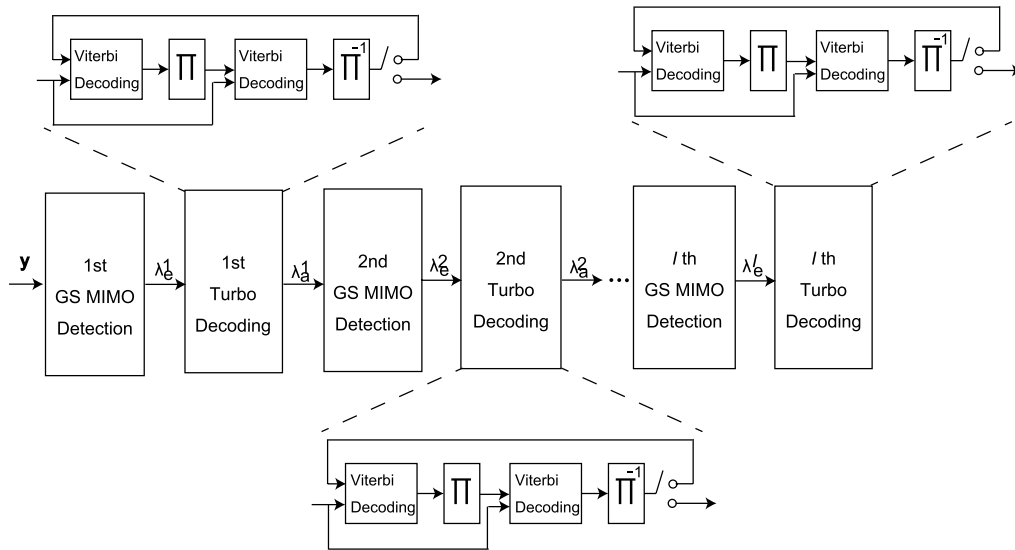 Viterbi
Decoding
∏
Viterbi
Decoding
∏⁻¹
Viterbi
Decoding
∏
Viterbi
Decoding
∏⁻¹
y
1st
GS MIMO
Detection
λₑ¹
1st
Turbo
Decoding
λₐ¹
2nd
GS MIMO
Detection
λₑ²
2nd
Turbo
Decoding
λₐ²
...
I th
GS MIMO
Detection
λₑᴵ
I th
Turbo
Decoding
Viterbi
Decoding
∏
Viterbi
Decoding
∏⁻¹